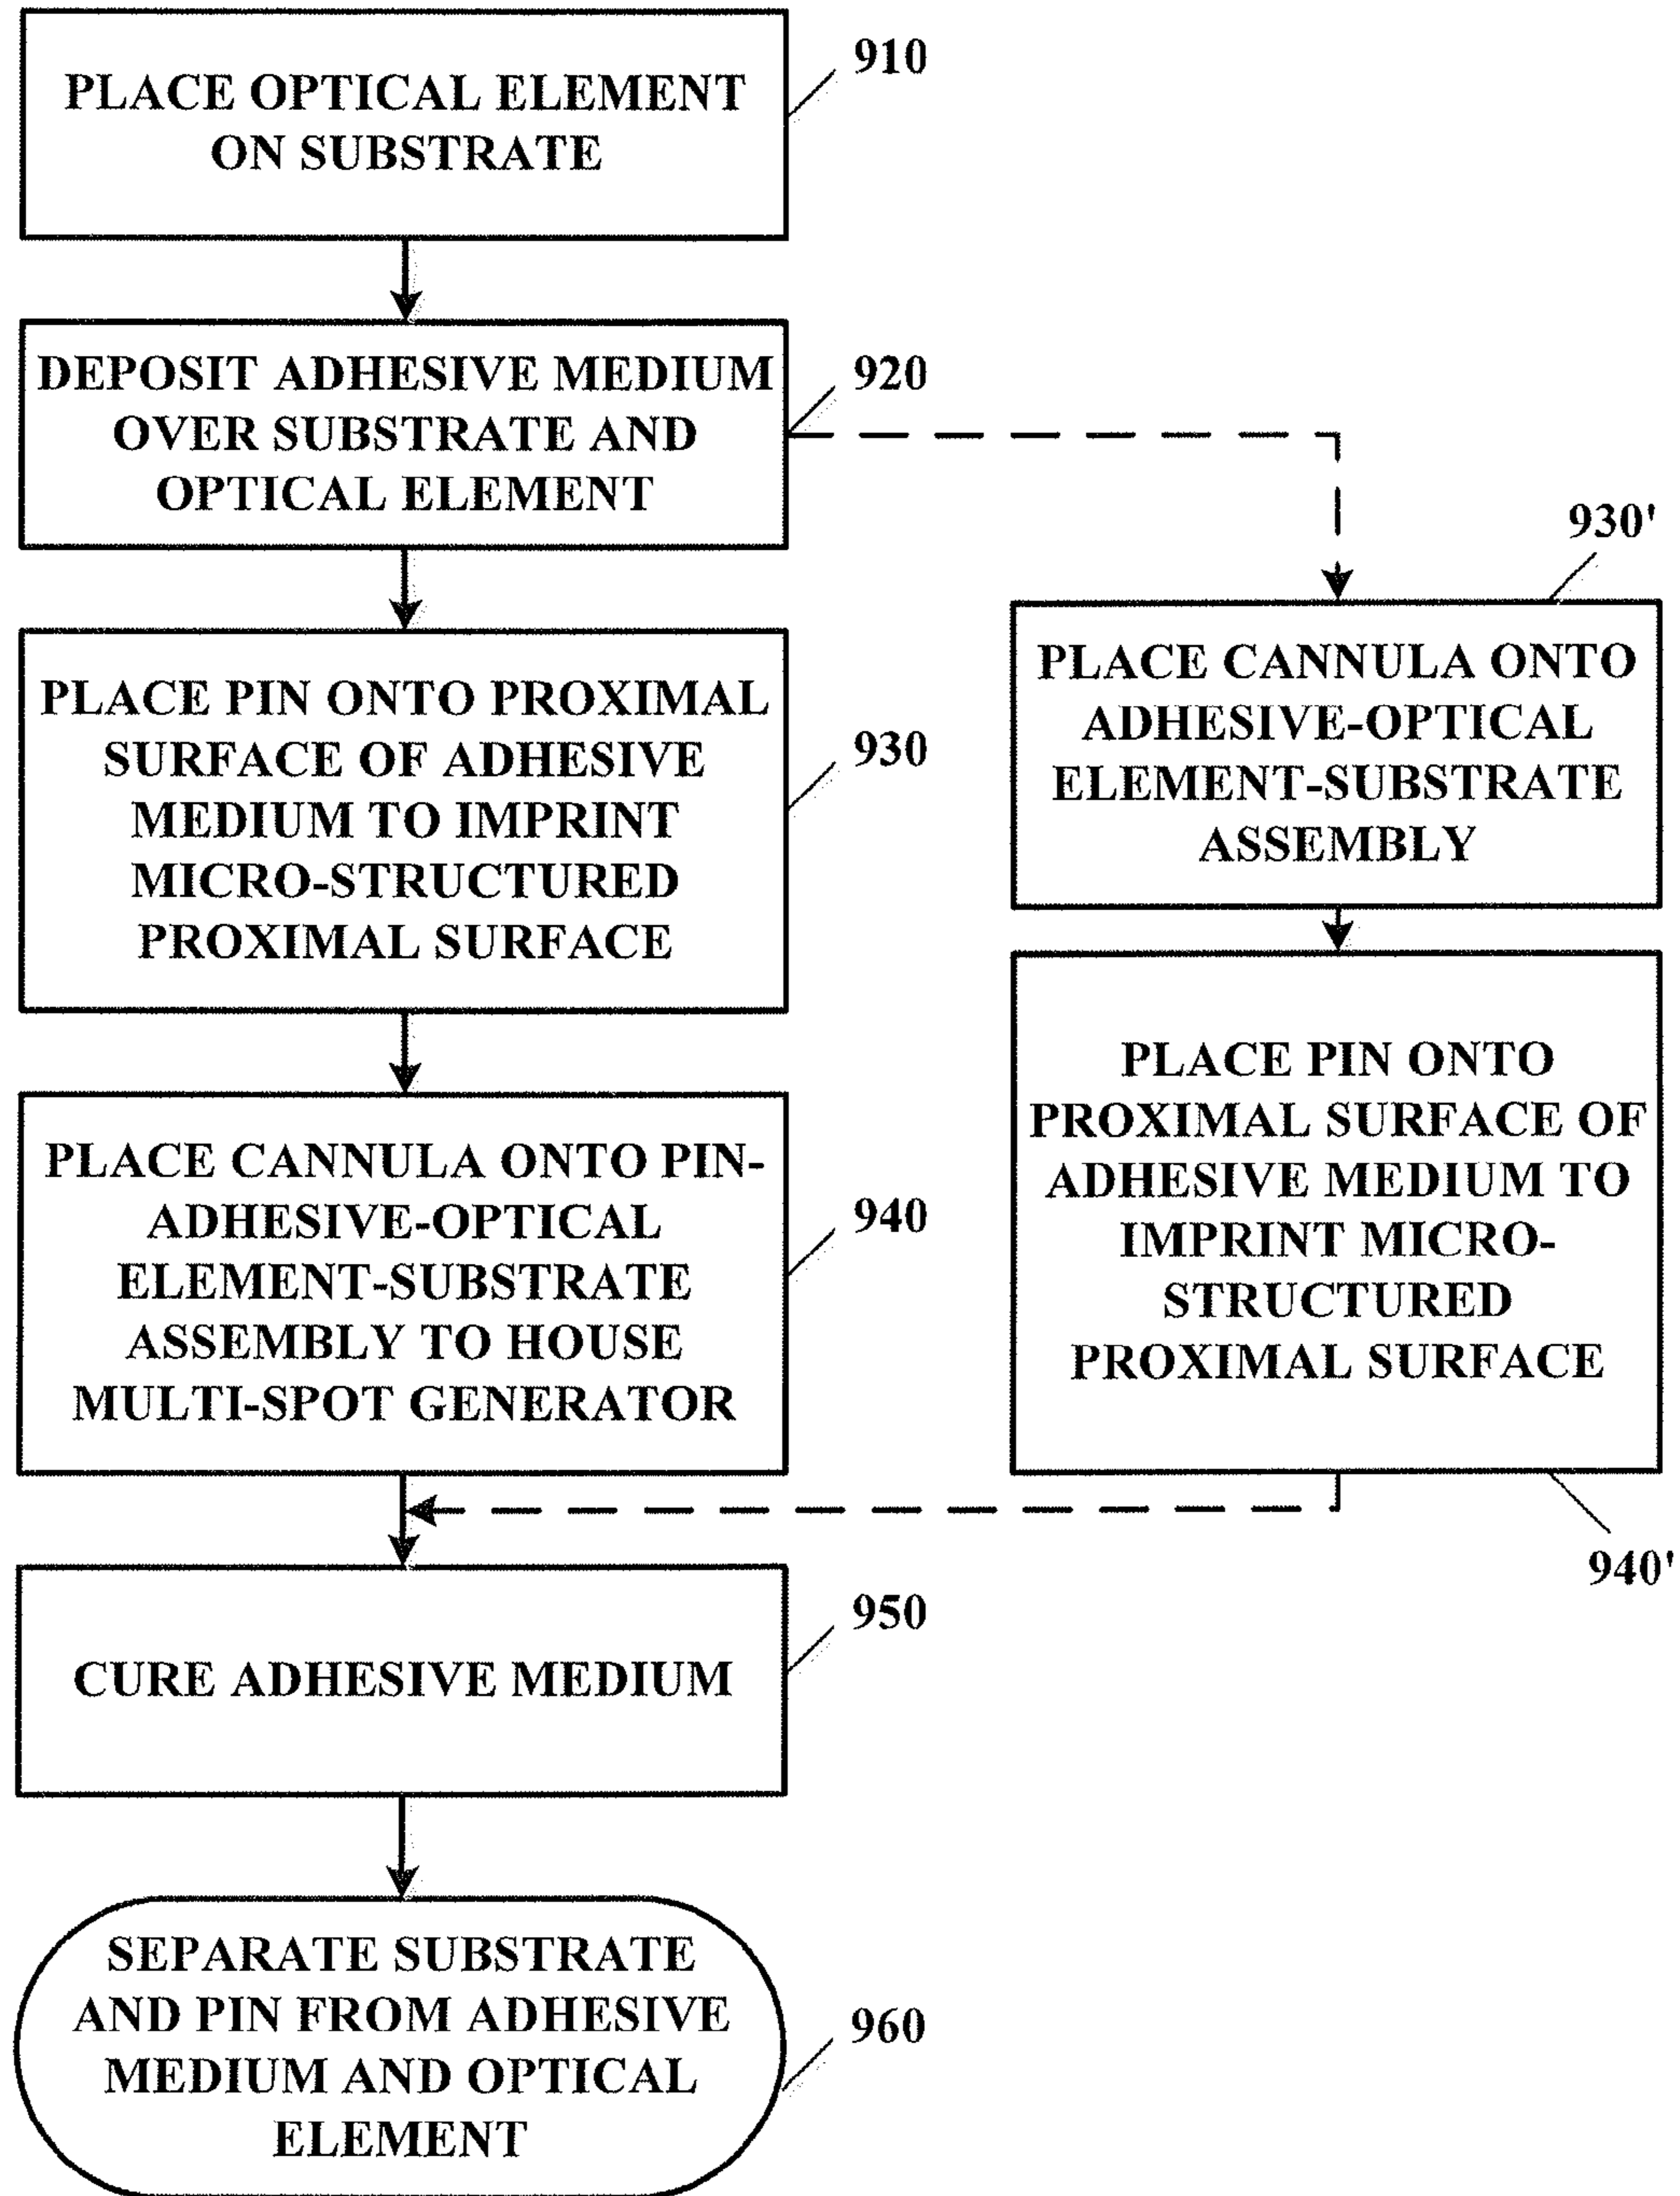 PLACE OPTICAL ELEMENT
ON SUBSTRATE
910
DEPOSIT ADHESIVE MEDIUM
OVER SUBSTRATE AND
OPTICAL ELEMENT
920
PLACE PIN ONTO PROXIMAL
SURFACE OF ADHESIVE
MEDIUM TO IMPRINT
MICRO-STRUCTURED
PROXIMAL SURFACE
930
PLACE CANNULA ONTO PIN-
ADHESIVE-OPTICAL
ELEMENT-SUBSTRATE
ASSEMBLY TO HOUSE
MULTI-SPOT GENERATOR
940
930'
PLACE CANNULA ONTO
ADHESIVE-OPTICAL
ELEMENT-SUBSTRATE
ASSEMBLY
PLACE PIN ONTO
PROXIMAL SURFACE OF
ADHESIVE MEDIUM TO
IMPRINT MICRO-
STRUCTURED
PROXIMAL SURFACE
940'
CURE ADHESIVE MEDIUM
950
SEPARATE SUBSTRATE
AND PIN FROM ADHESIVE
MEDIUM AND OPTICAL
ELEMENT
960